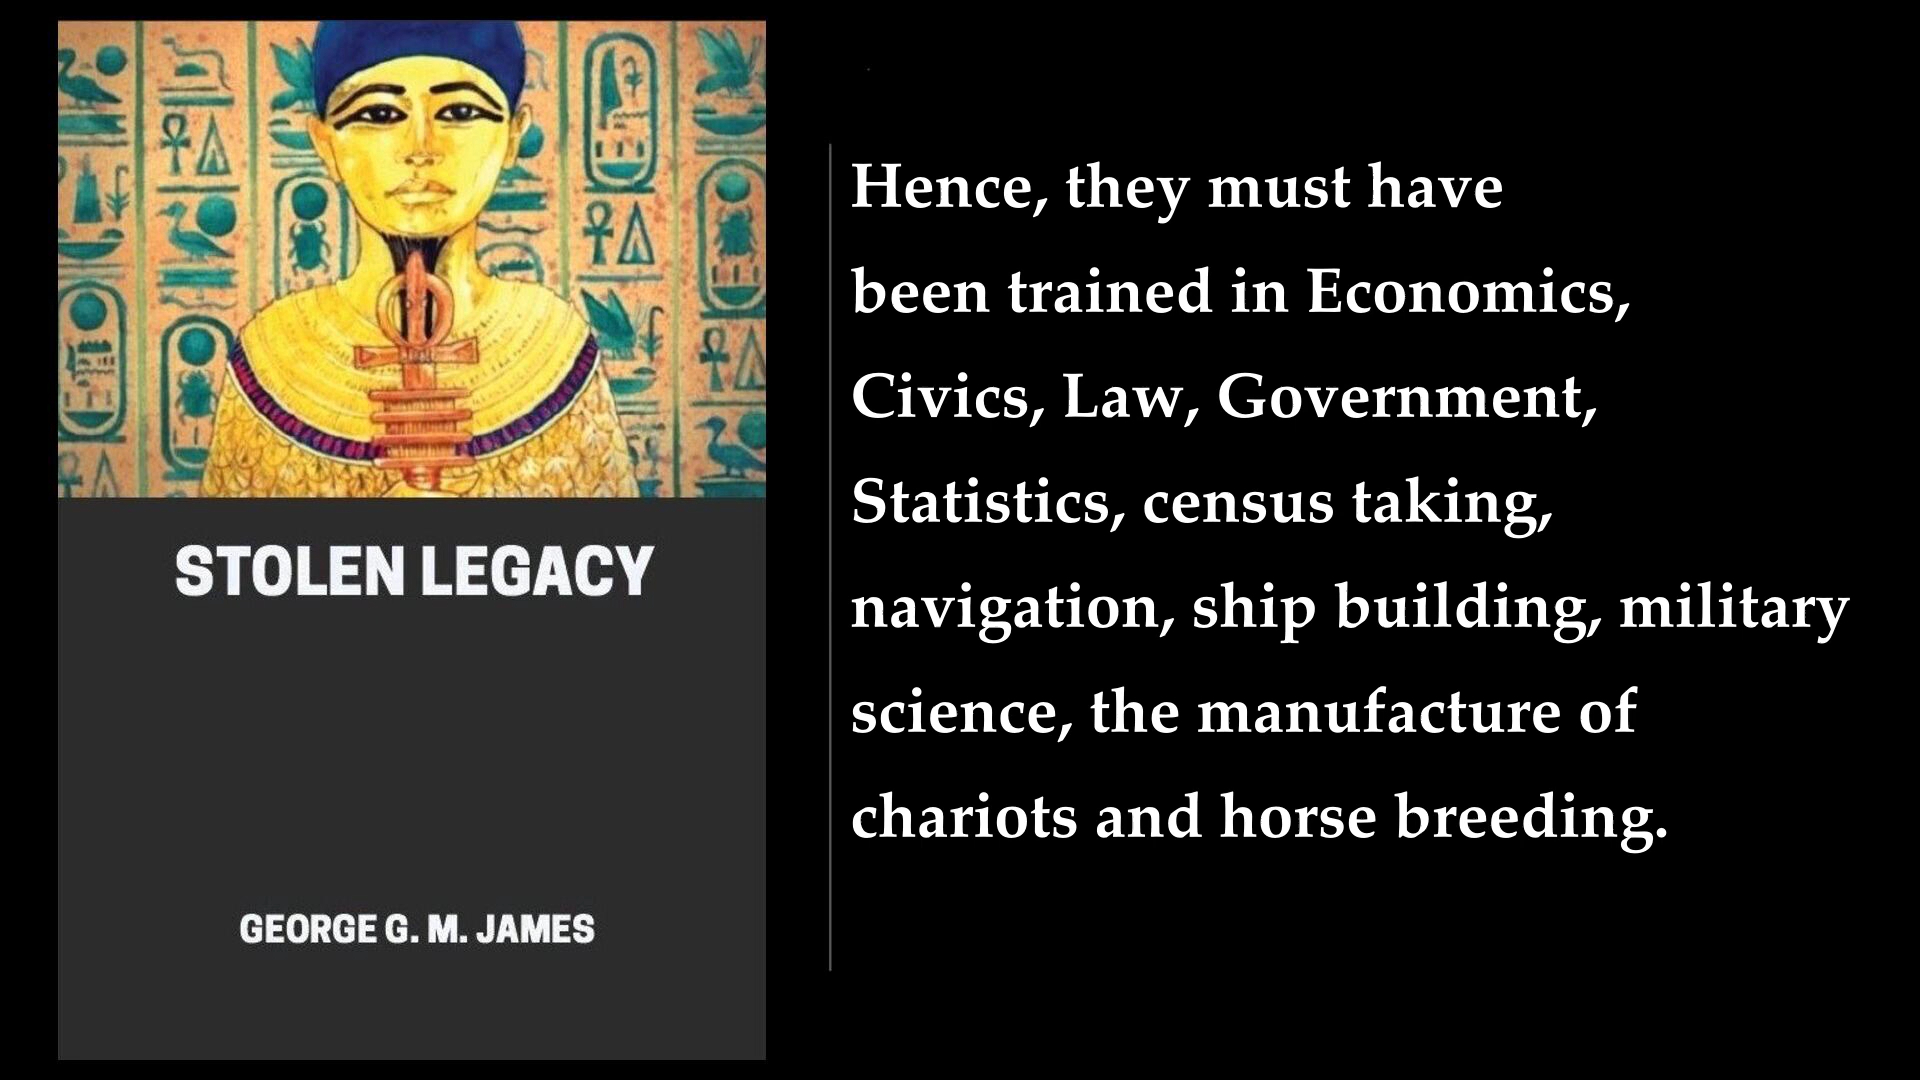 STOLEN LEGACY
GEORGE G. M. JAMES
Hence, they must have
been trained in Economics,
Civics, Law, Government,
Statistics, census taking,
navigation, ship building, military
science, the manufacture of
chariots and horse breeding.